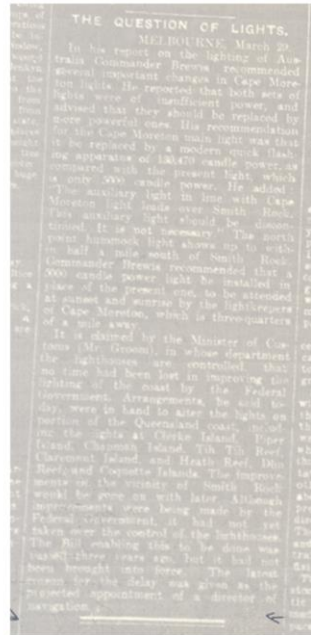 THE QUESTION OF LIGHTS.
MELBOURNE, March 29.
In his report on the lighting of Aus-
tralia Commander Brewis recommended
several important changes in Cape More-
ton lights. He reported that both sets of
lights were of insufficient power, and
advised that they should be replaced by
more powerful ones. His recommendation
for the Cape Moreton main light was that
it be replaced by a modern quick flash-
ing apparatus of candle power, as
compared with the present light, which
is only candle power. He added:
"The auxiliary light in line with Cape
Moreton light clears Smith Rock.
This auxiliary light should be discon-
tinued. It is not necessary." The north
point hummock light shows up to with-
in half a mile south of Smith Rock.
Commander Brewis recommended that a
5000 candle power light be installed in
place of the present one, to be attended
at sunset and sunrise by the lightkeepers
of Cape Moreton, which is three-quarters
of a mile away.
It is claimed by the Minister of Cus-
toms (Mr. Groom), in whose department
the lighthouses are controlled, that
no time had been lost in improving the
lighting of the coast by the Federal
Government. Arrangements, he said to-
day, were in hand to alter the lights on
portion of the Queensland coast, includ-
ing the lights at Clerke Island, Piper
Island, Channel Island,
Claremont Island, Heath Reef,
Reef, and Coquette Islands. The improve-
ments in the vicinity of Smith Rock
would be gone on with later. Although
improvements were being made by the
Federal Government, it had not yet
taken over the control of the lighthouses.
The Bill enabling this to be done was
passed three years ago, but it had not
been brought into force. The latest
reason for the delay was given as the
projected appointment of a director of
navigation.